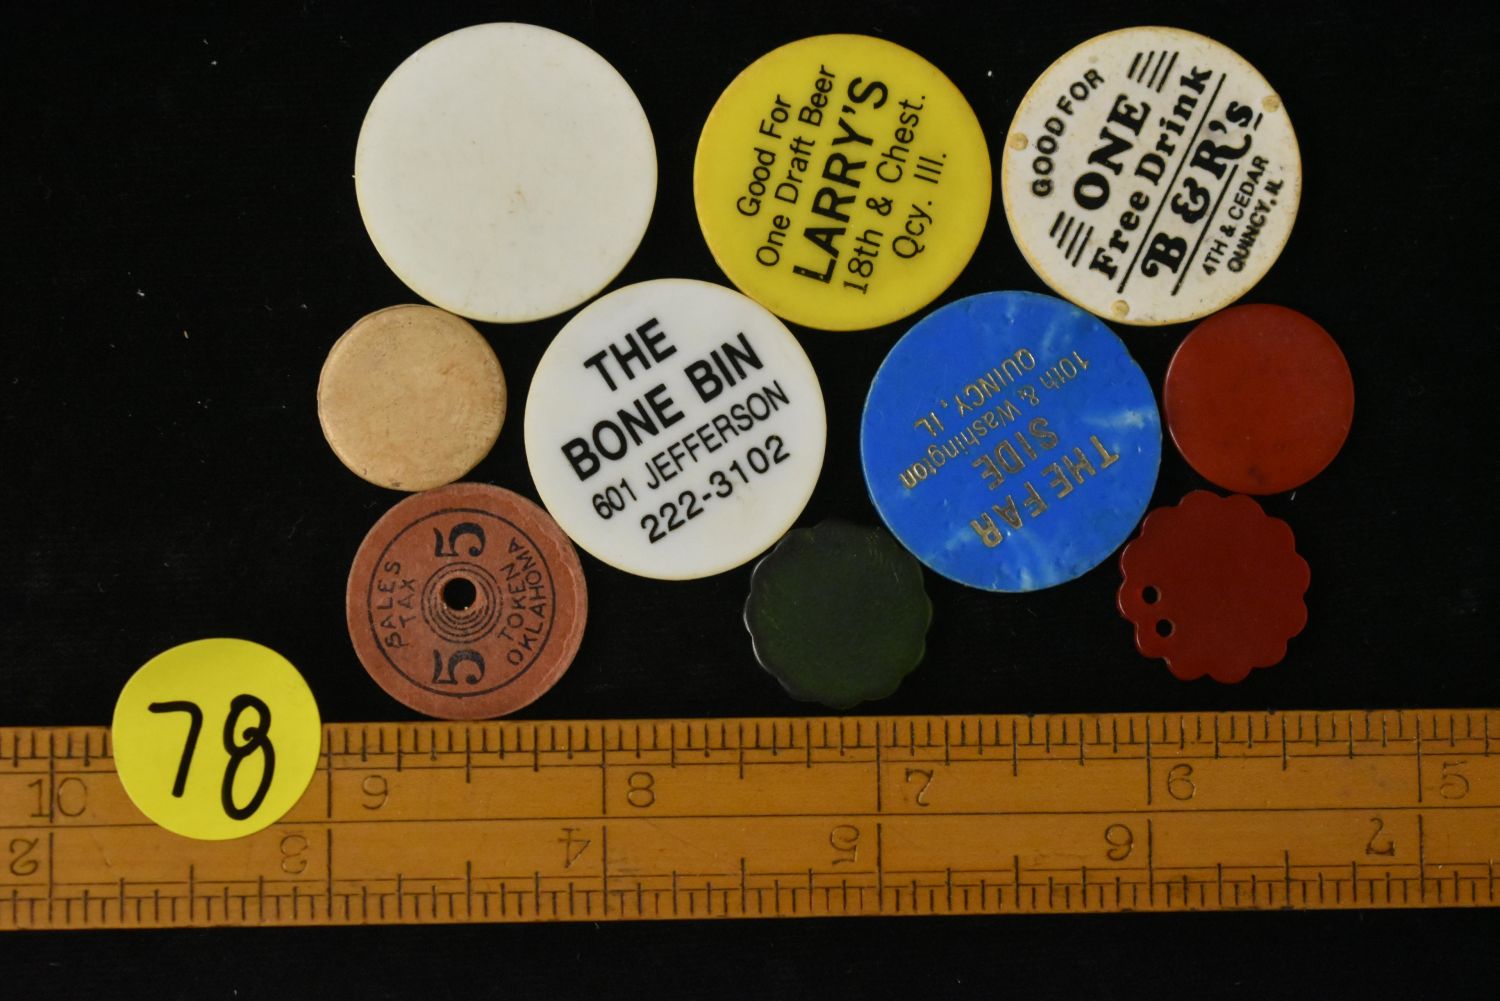 Good For
One Draft Beer
LARRY'S
18th & Chest.
Qcy. Ill.
GOOD FOR
ONE
Free Drink
B & R's
4TH & CEDAR
QUINCY, IL
THE
BONE BIN
601 JEFFERSON
222-3102
THE FAR
SIDE
10th & Washington
QUINCY, IL
5
SALES
TAX
TOKEN
OKLAHOMA
5
78
10 9 8 7 6 5
2 3 4 5 6 7